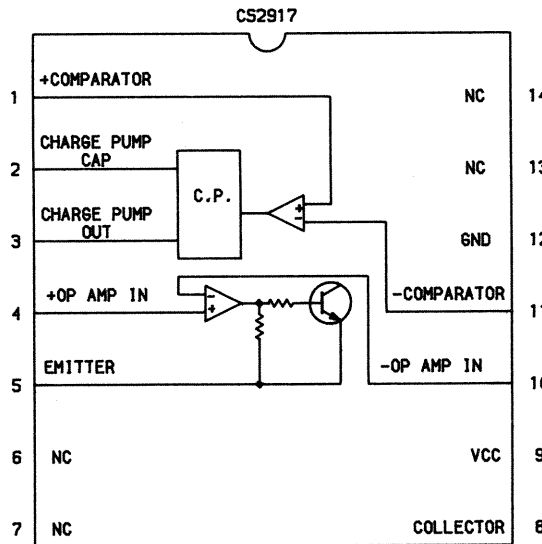 CS2917
+COMPARATOR
1
NC
14
CHARGE PUMP
CAP
2
NC
13
C.P.
+
-
CHARGE PUMP
OUT
3
GND
12
+OP AMP IN
4
-
+
-COMPARATOR
11
EMITTER
5
-OP AMP IN
10
6
NC
VCC
9
7
NC
COLLECTOR
8